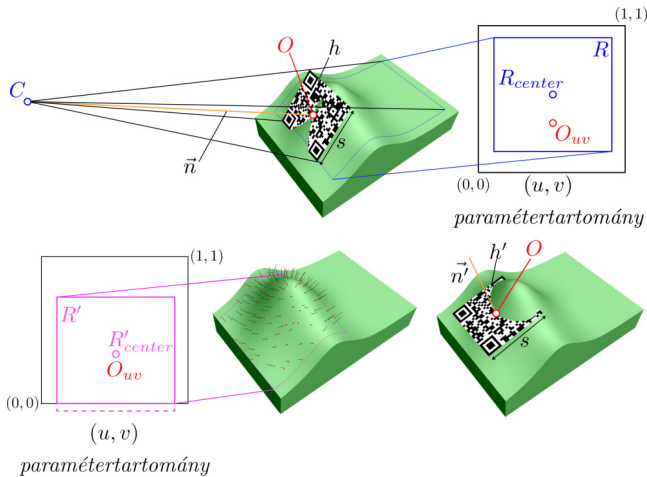 (1, 1)
O
h
R
C
R_center
O_uv
s
n⃗
(0, 0)
(u, v)
paramétertartomány
(1, 1)
R′
R′_center
O_uv
(0, 0)
(u, v)
paramétertartomány
h′
O
n⃗′
s